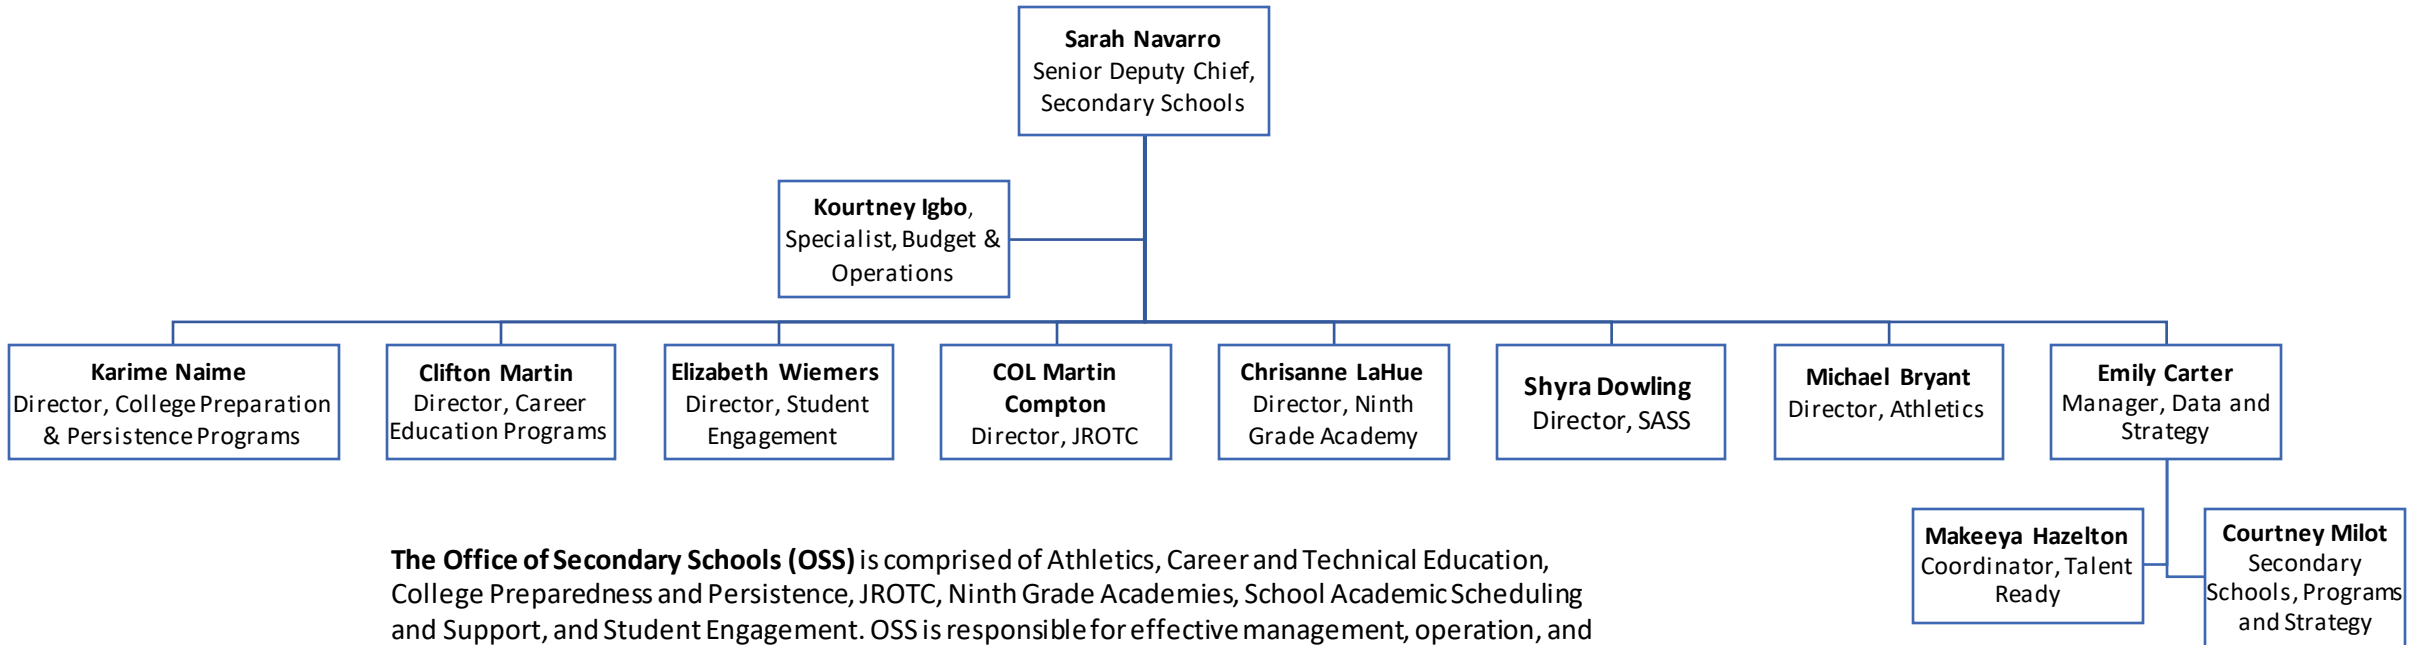 Sarah Navarro
Senior Deputy Chief,
Secondary Schools
Kourtney Igbo,
Specialist, Budget &
Operations
Karime Naime
Director, College Preparation
& Persistence Programs
Clifton Martin
Director, Career
Education Programs
Elizabeth Wiemers
Director, Student
Engagement
COL Martin
Compton
Director, JROTC
Chrisanne LaHue
Director, Ninth
Grade Academy
Shyra Dowling
Director, SASS
Michael Bryant
Director, Athletics
Emily Carter
Manager, Data and
Strategy
Makeeya Hazelton
Coordinator, Talent
Ready
Courtney Milot
Secondary
Schools, Programs
and Strategy
The Office of Secondary Schools (OSS) is comprised of Athletics, Career and Technical Education,
College Preparedness and Persistence, JROTC, Ninth Grade Academies, School Academic Scheduling
and Support, and Student Engagement. OSS is responsible for effective management, operation, and